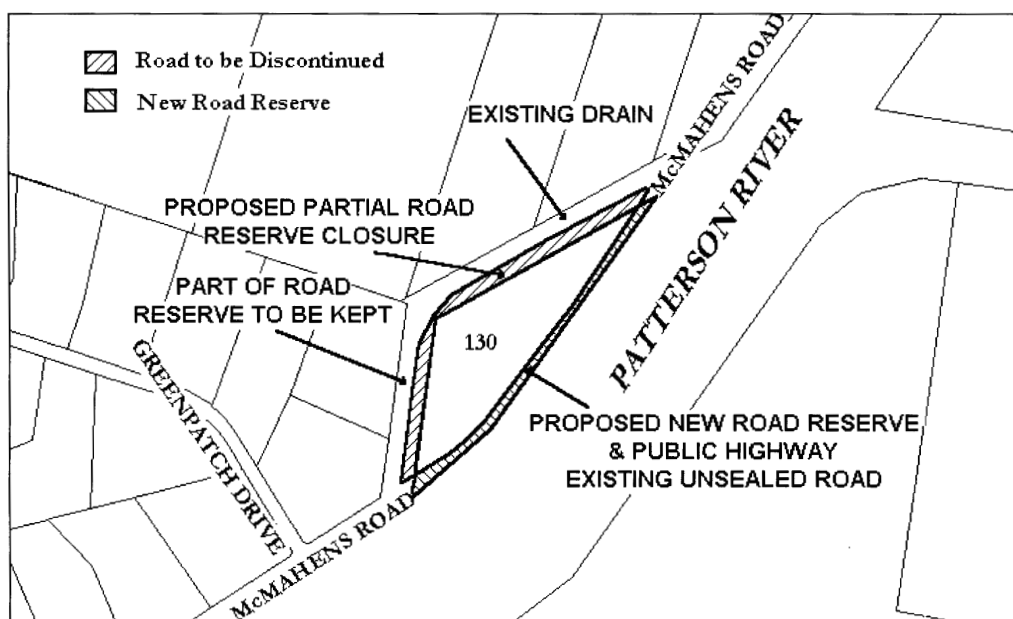 Road to be Discontinued
New Road Reserve
EXISTING DRAIN
McMAHENS ROAD
PATTERSON RIVER
PROPOSED PARTIAL ROAD
RESERVE CLOSURE
PART OF ROAD
RESERVE TO BE KEPT
130
GREENPATCH DRIVE
PROPOSED NEW ROAD RESERVE
& PUBLIC HIGHWAY
EXISTING UNSEALED ROAD
McMAHENS ROAD